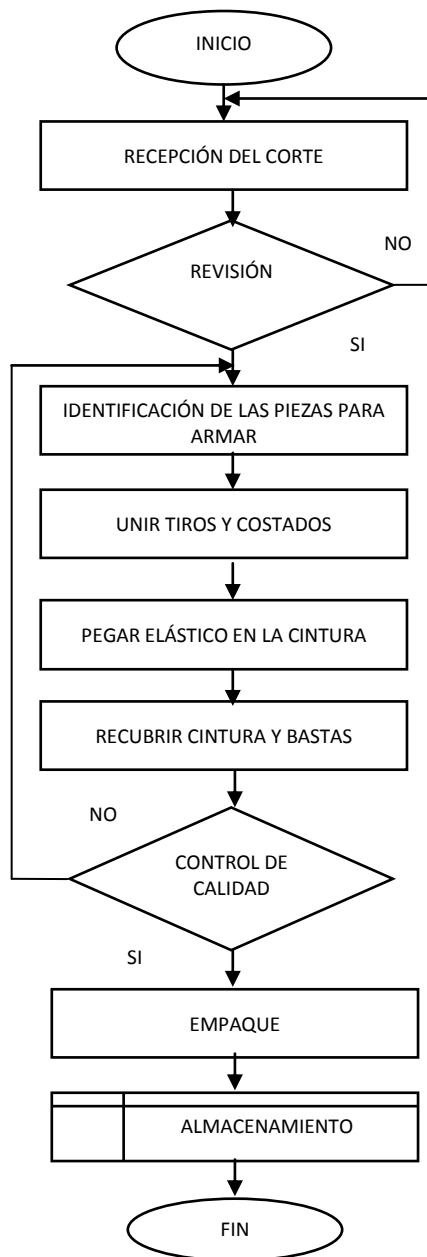 INICIO
RECEPCIÓN DEL CORTE
NO
REVISIÓN
SI
IDENTIFICACIÓN DE LAS PIEZAS PARA
ARMAR
UNIR TIROS Y COSTADOS
PEGAR ELÁSTICO EN LA CINTURA
RECUBRIR CINTURA Y BASTAS
NO
CONTROL DE
CALIDAD
SI
EMPAQUE
ALMACENAMIENTO
FIN